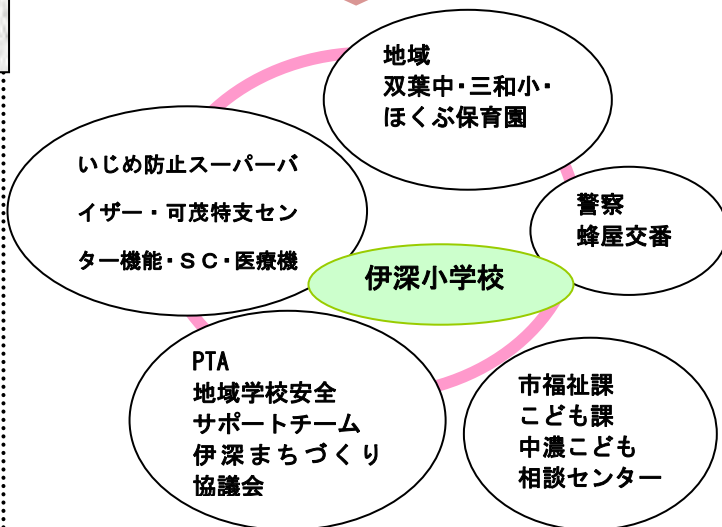 地域
双葉中・三和小・
ほくぶ保育園
いじめ防止スーパーバ
イザー・可茂特支セン
ター機能・ＳＣ・医療機
警察
蜂屋交番
伊深小学校
PTA
地域学校安全
サポートチーム
伊深まちづくり
協議会
市福祉課
こども課
中濃こども
相談センター